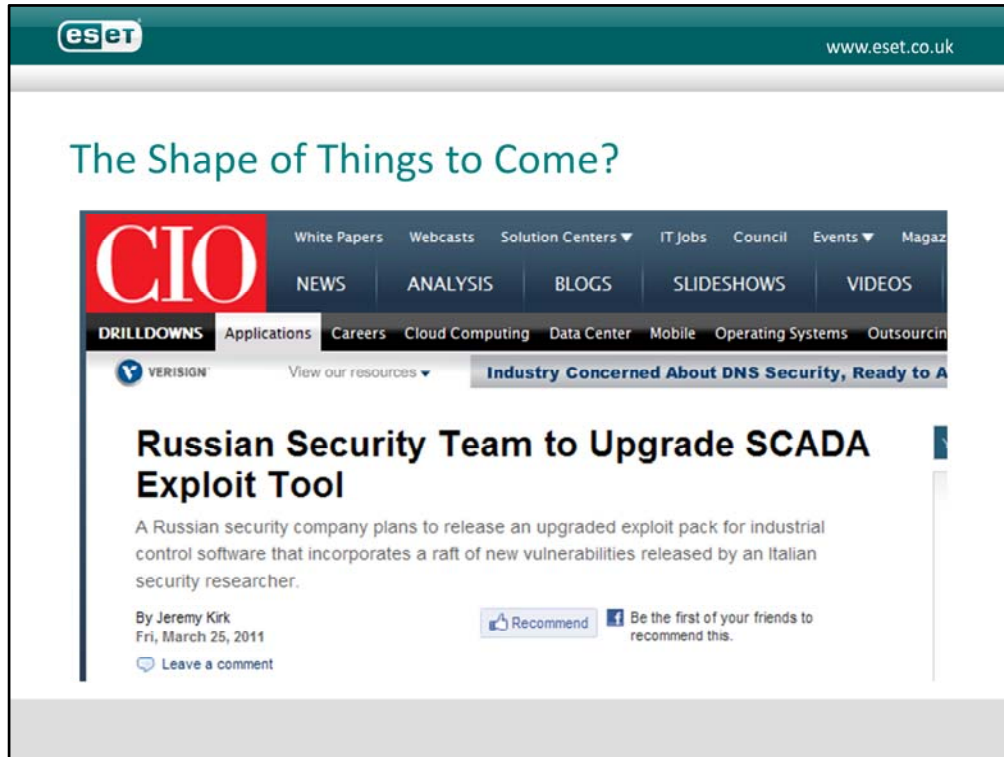 eset
www.eset.co.uk
The Shape of Things to Come?
CIO
White Papers Webcasts Solution Centers Jobs Council Events Magaz
NEWS ANALYSIS BLOGS SLIDESHOWS VIDEOS
DRILLDOWNS Applications Careers Cloud Computing Data Center Mobile Operating Systems Outsourcin
VERISIGN View our resources Industry Concerned About DNS Security, Ready to A
Russian Security Team to Upgrade SCADA
Exploit Tool
A Russian security company plans to release an upgraded exploit pack for industrial
control software that incorporates a raft of new vulnerabilities released by an Italian
security researcher.
By Jeremy Kirk
Fri, March 25, 2011
Recommend
Be the first of your friends to
recommend this.
Leave a comment